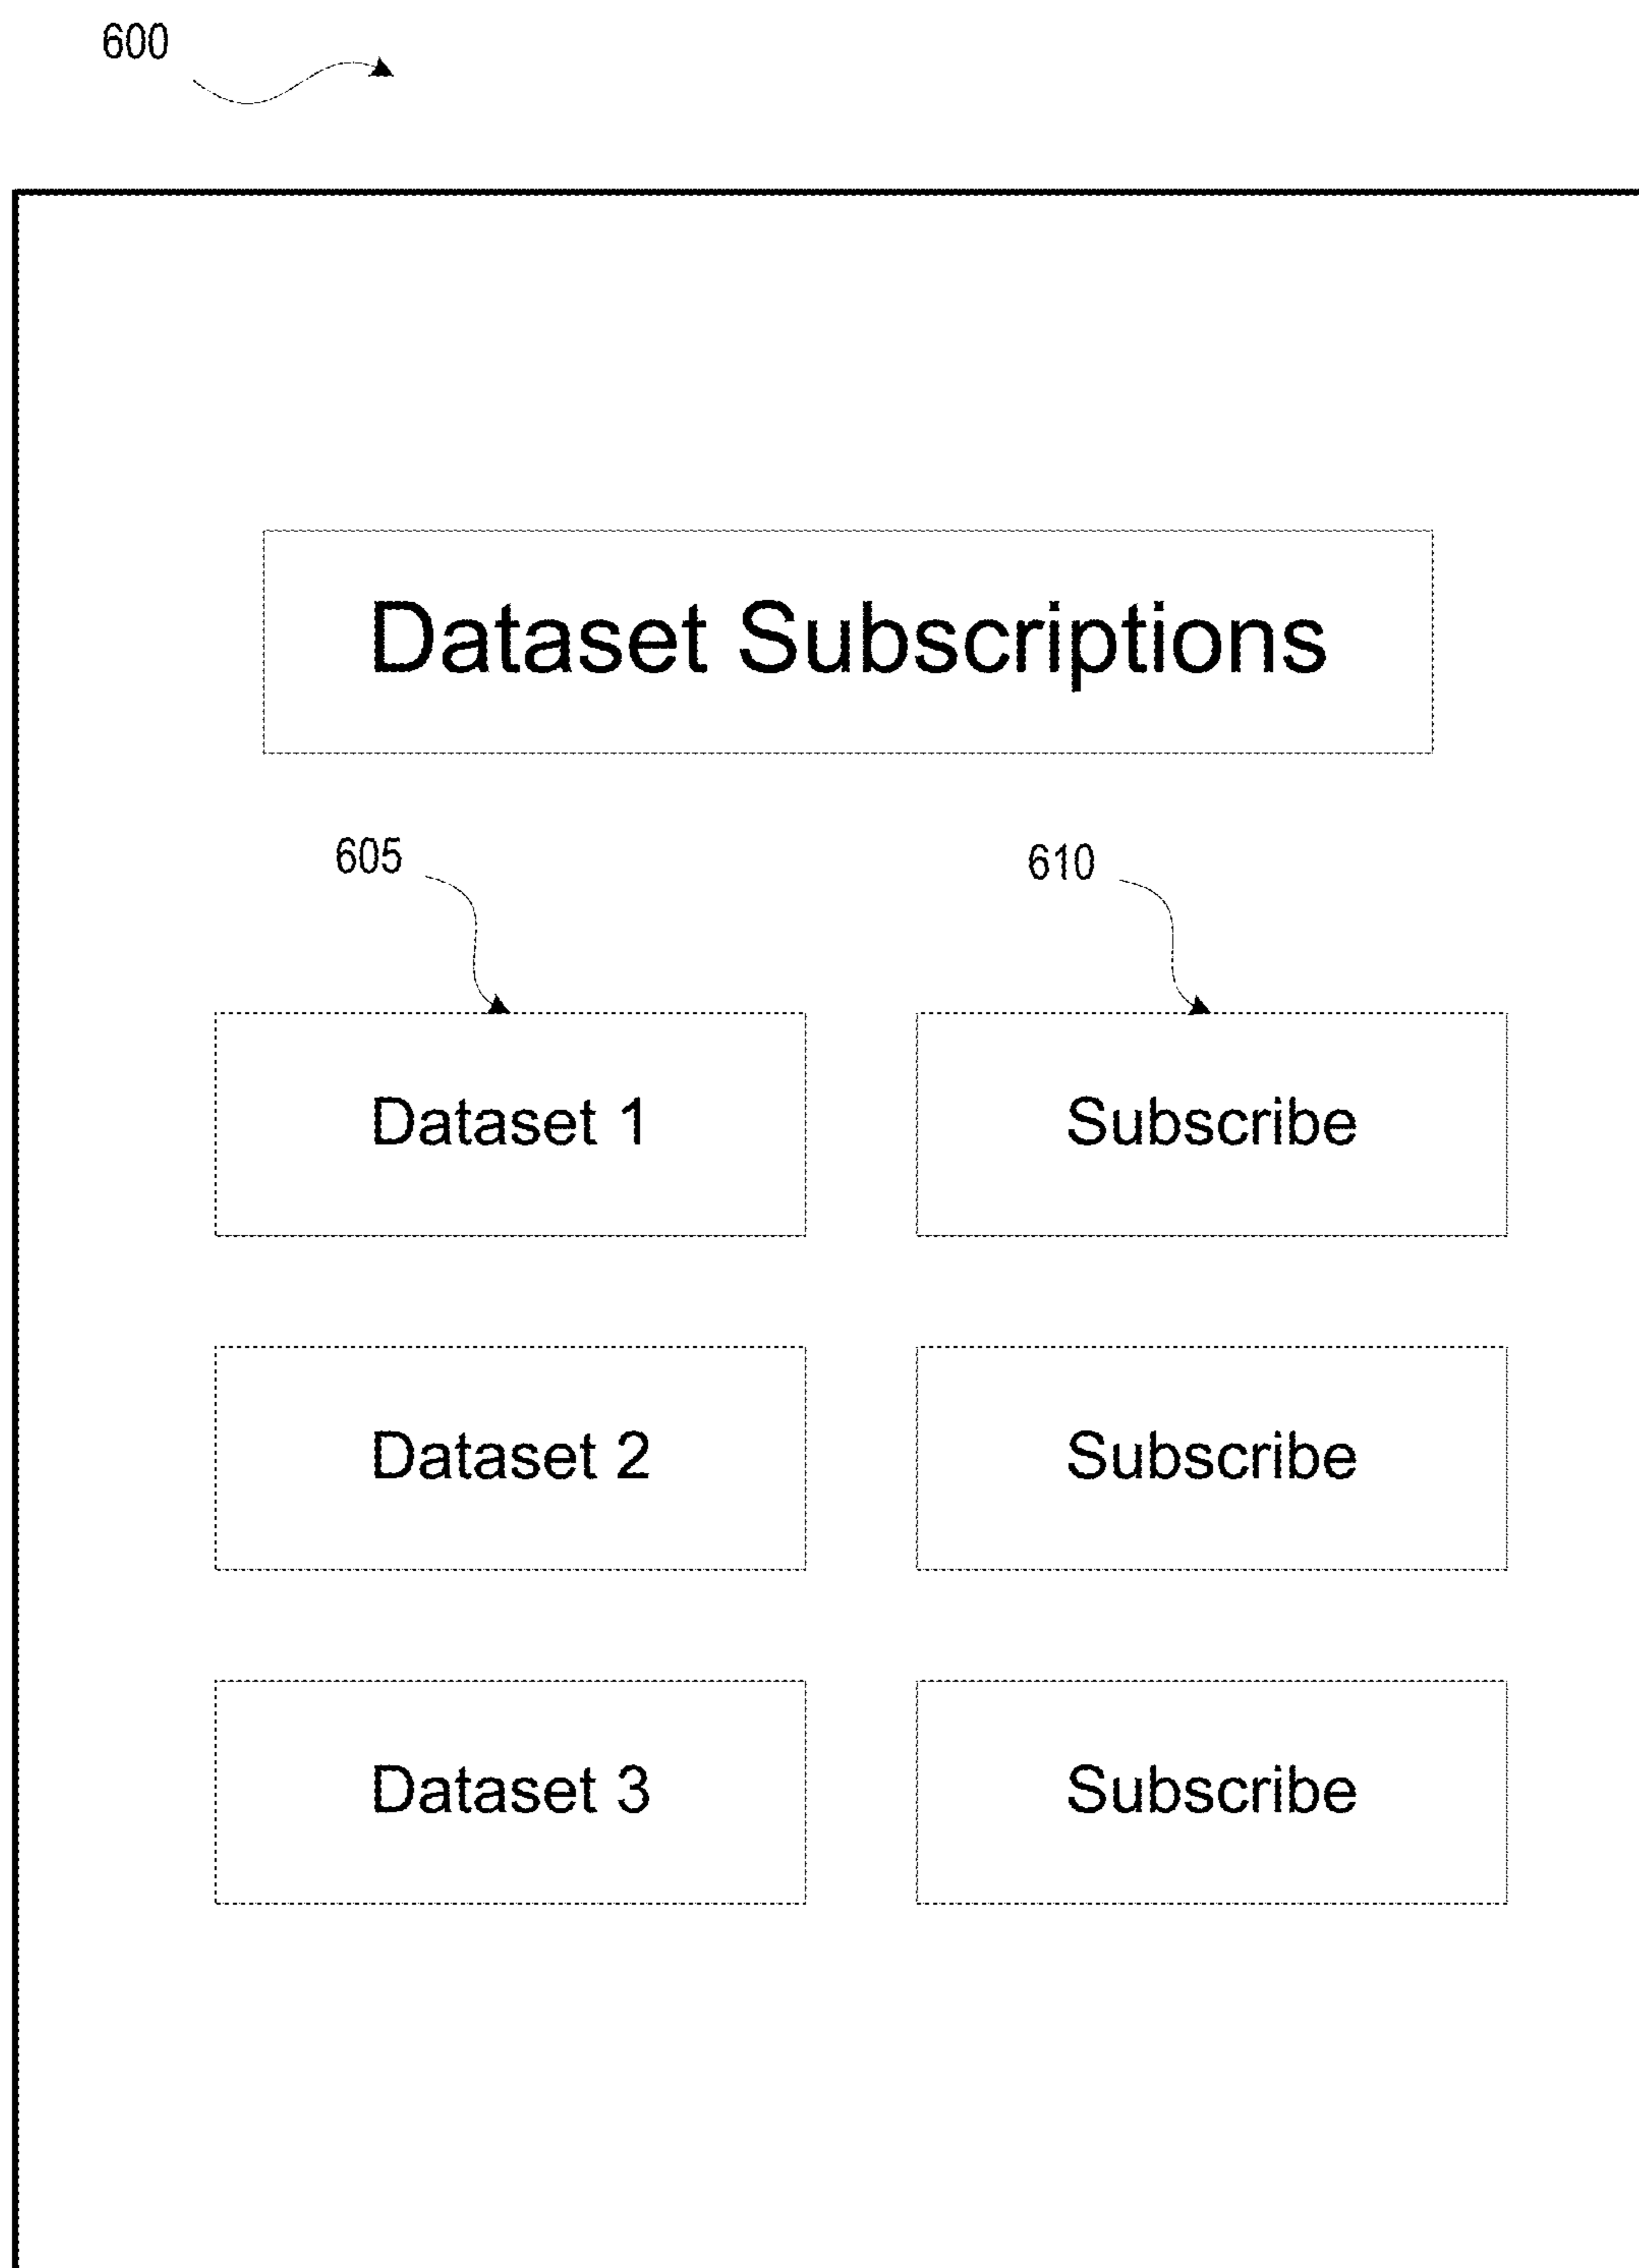 600
Dataset Subscriptions
605 610
Dataset 1 Subscribe
Dataset 2 Subscribe
Dataset 3 Subscribe